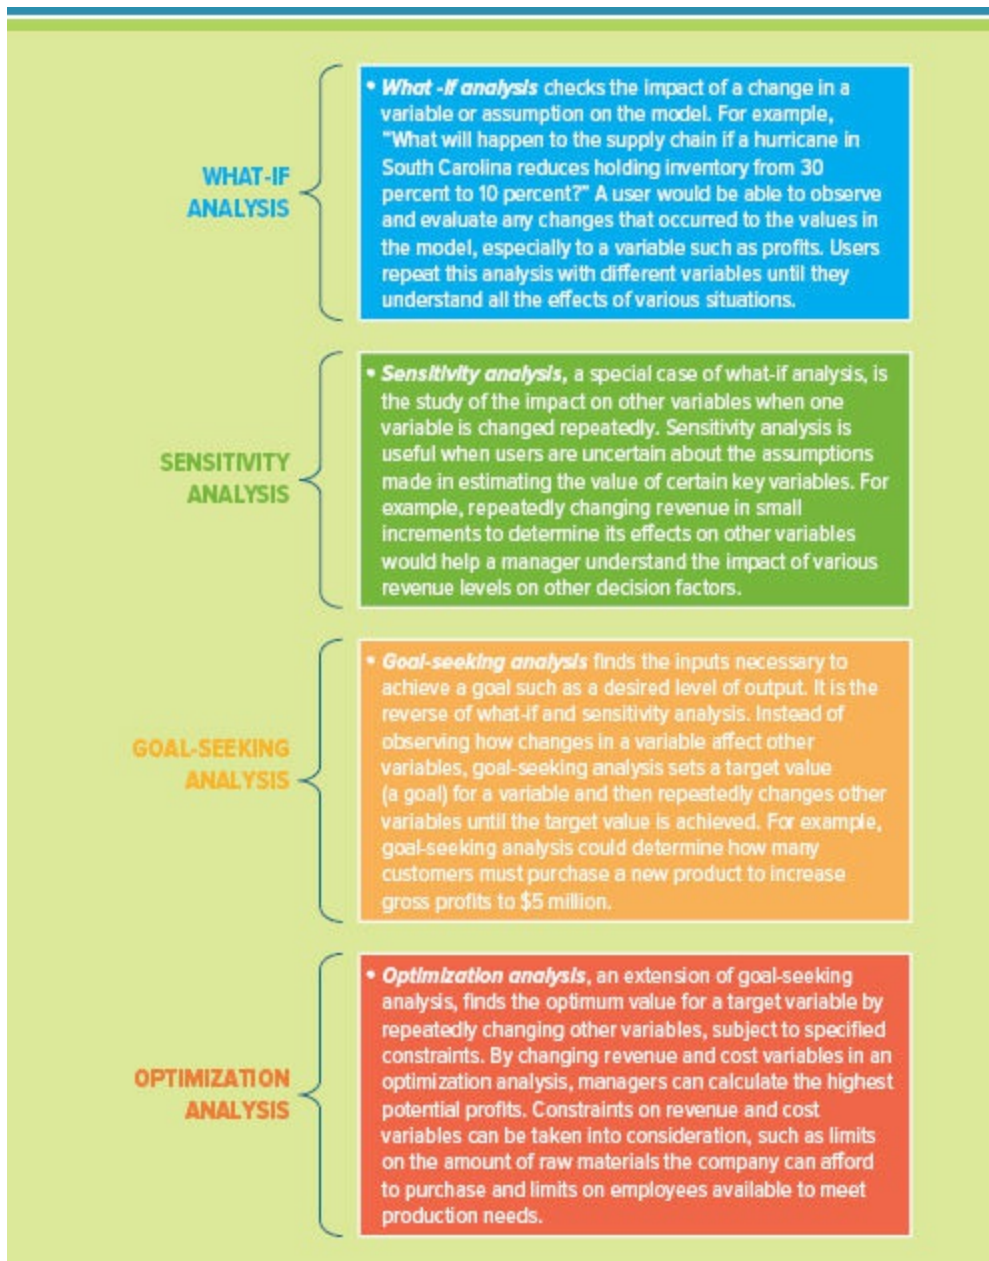 WHAT-IF
ANALYSIS
• What -If analysis checks the impact of a change in a
variable or assumption on the model. For example,
"What will happen to the supply chain if a hurricane in
South Carolina reduces holding inventory from 30
percent to 10 percent?" A user would be able to observe
and evaluate any changes that occurred to the values in
the model, especially to a variable such as profits. Users
repeat this analysis with different variables until they
understand all the effects of various situations.
SENSITIVITY
ANALYSIS
• Sensitivity analysis, a special case of what-if analysis, is
the study of the impact on other variables when one
variable is changed repeatedly. Sensitivity analysis is
useful when users are uncertain about the assumptions
made in estimating the value of certain key variables. For
example, repeatedly changing revenue in small
increments to determine its effects on other variables
would help a manager understand the impact of various
revenue levels on other decision factors.
GOAL-SEEKING
ANALYSIS
• Goal-seeking analysis finds the inputs necessary to
achieve a goal such as a desired level of output. It is the
reverse of what-if and sensitivity analysis. Instead of
observing how changes in a variable affect other
variables, goal-seeking analysis sets a target value
(a goal) for a variable and then repeatedly changes other
variables until the target value is achieved. For example,
goal-seeking analysis could determine how many
customers must purchase a new product to increase
gross profits to $5 million.
OPTIMIZATION
ANALYSIS
• Optimization analysis, an extension of goal-seeking
analysis, finds the optimum value for a target variable by
repeatedly changing other variables, subject to specified
constraints. By changing revenue and cost variables in an
optimization analysis, managers can calculate the highest
potential profits. Constraints on revenue and cost
variables can be taken into consideration, such as limits
on the amount of raw materials the company can afford
to purchase and limits on employees available to meet
production needs.